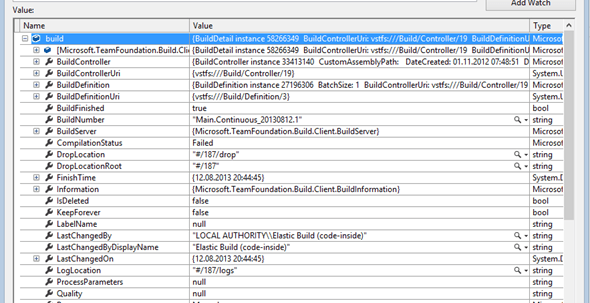 Add Watch
Value:
Name Value Type
build {BuildDetail instance 58266349 BuildControllerUri: vstfs:///Build/Controller/19 BuildDefinitionU Microso
[Microsoft.TeamFoundation.Build.Cli {BuildDetail instance 58266349 BuildControllerUri: vstfs:///Build/Controller/19 BuildDefinitionU Microso
BuildController {BuildController instance 33413140 CustomAssemblyPath: DateCreated: 01.11.2012 07:48:51 D Microso
BuildControllerUri {vstfs:///Build/Controller/19} System.U
BuildDefinition {BuildDefinition instance 27196306 BatchSize: 1 BuildControllerUri: vstfs:///Build/Controller/19 Microso
BuildDefinitionUri {vstfs:///Build/Definition/3} System.U
BuildFinished true bool
BuildNumber "Main.Continuous_20130812.1" string
BuildServer {Microsoft.TeamFoundation.Build.Client.BuildServer} Microso
CompilationStatus Failed Microso
DropLocation "#/187/drop" string
DropLocationRoot "#/187" string
FinishTime {12.08.2013 20:44:45} System.D
Information {Microsoft.TeamFoundation.Build.Client.BuildInformation} Microso
IsDeleted false bool
KeepForever false bool
LabelName null string
LastChangedBy "LOCAL AUTHORITY\\Elastic Build (code-inside)" string
LastChangedByDisplayName "Elastic Build (code-inside)" string
LastChangedOn {12.08.2013 20:44:45} System.D
LogLocation "#/187/logs" string
ProcessParameters null string
Quality null string